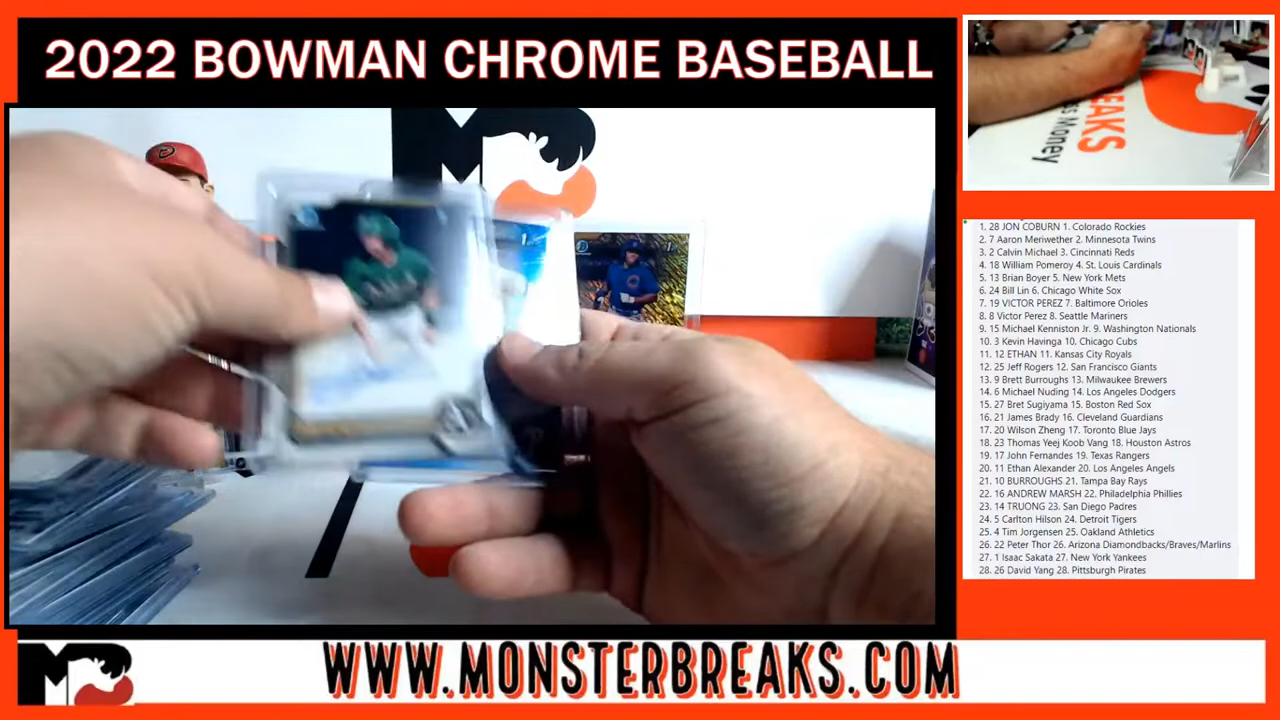 2022 BOWMAN CHROME BASEBALL
1. 28 JON COBURN 1. Colorado Rockies
2. 7 Aaron Meriwether 2. Minnesota Twins
3. 2 Calvin Michael 3. Cincinnati Reds
4. 18 William Pomeroy 4. St. Louis Cardinals
5. 13 Brian Boyer 5. New York Mets
6. 24 Bill Lin 6. Chicago White Sox
7. 19 VICTOR PEREZ 7. Baltimore Orioles
8. 8 Victor Perez 8. Seattle Mariners
9. 15 Michael Kenniston Jr. 9. Washington Nationals
10. 3 Kevin Havinga 10. Chicago Cubs
11. 12 ETHAN 11. Kansas City Royals
12. 25 Jeff Rogers 12. San Francisco Giants
13. 9 Brett Burroughs 13. Milwaukee Brewers
14. 6 Michael Nuding 14. Los Angeles Dodgers
15. 27 Bret Sugiyama 15. Boston Red Sox
16. 21 James Brady 16. Cleveland Guardians
17. 20 Wilson Zheng 17. Toronto Blue Jays
18. 23 Thomas Yeej Koob Vang 18. Houston Astros
19. 17 John Fernandes 19. Texas Rangers
20. 11 Ethan Alexander 20. Los Angeles Angels
21. 10 BURROUGHS 21. Tampa Bay Rays
22. 16 ANDREW MARSH 22. Philadelphia Phillies
23. 14 TRUONG 23. San Diego Padres
24. 5 Carlton Hilson 24. Detroit Tigers
25. 4 Tim Jorgensen 25. Oakland Athletics
26. 22 Peter Thor 26. Arizona Diamondbacks/Braves/Marlins
27. 1 Isaac Sakata 27. New York Yankees
28. 26 David Yang 28. Pittsburgh Pirates
WWW.MONSTERBREAKS.COM